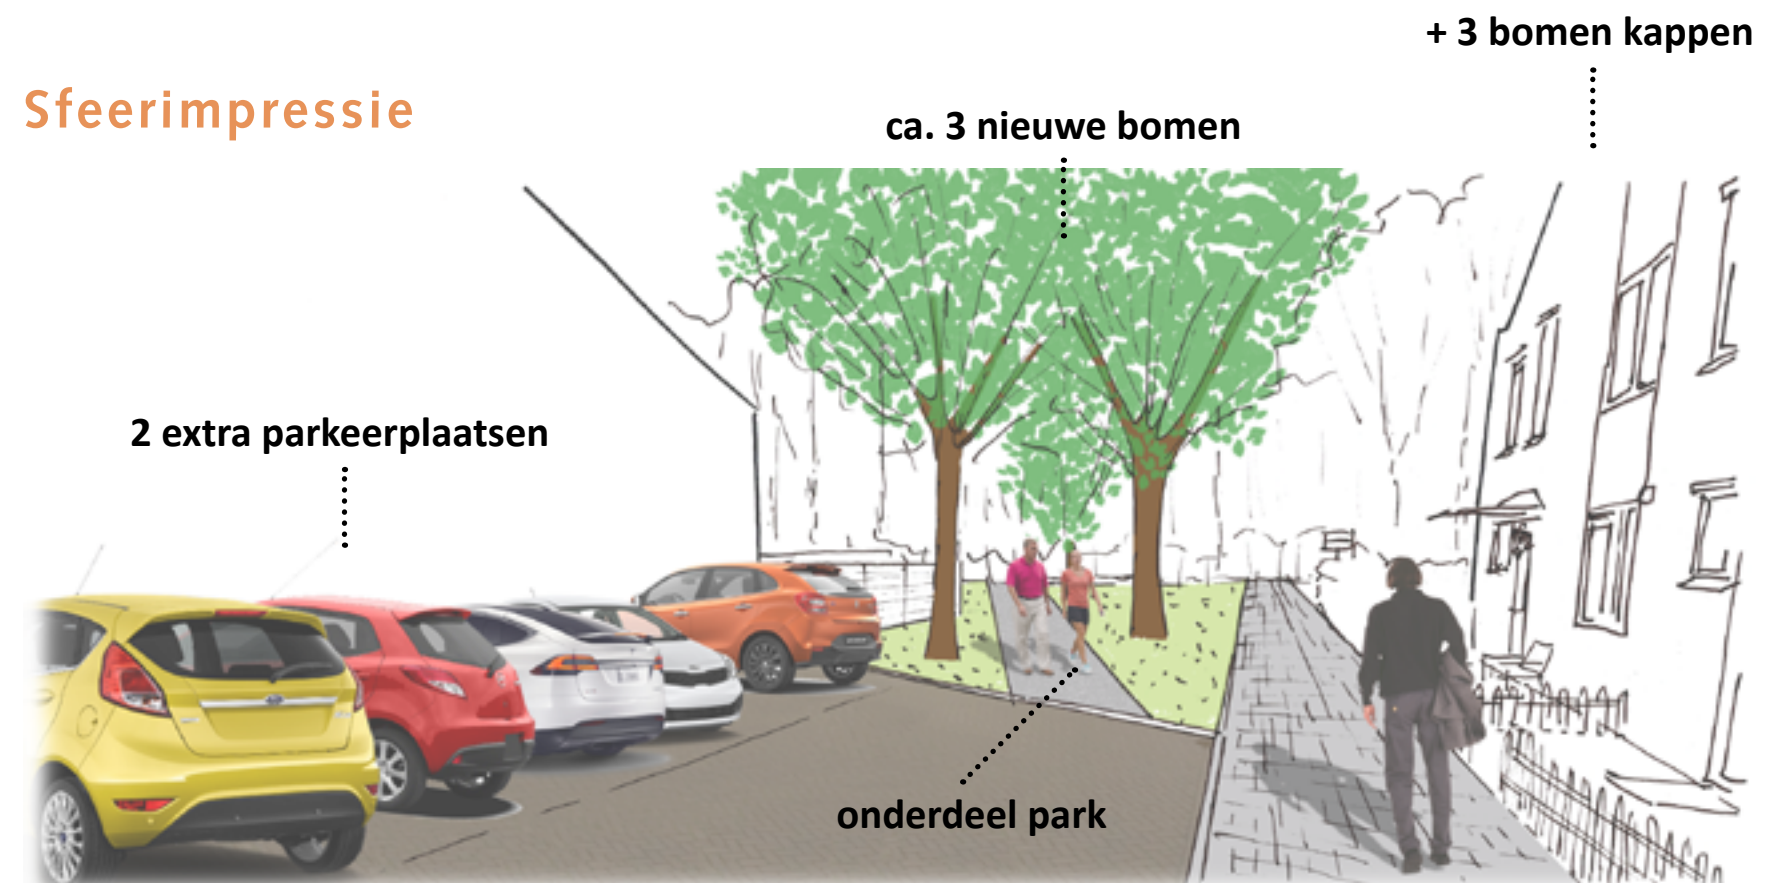 + 3 bomen kappen
Sfeerimpressie
ca. 3 nieuwe bomen
2 extra parkeerplaatsen
onderdeel park